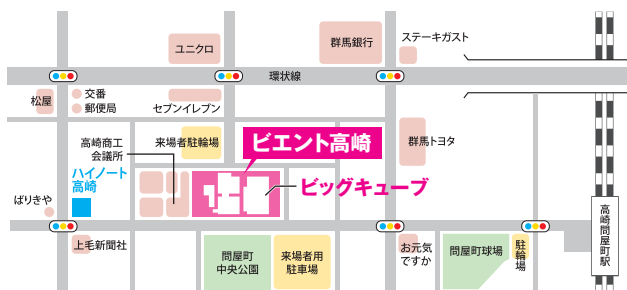 ユニクロ
群馬銀行
ステーキガスト
環状線
松屋
交番
郵便局
セブンイレブン
高崎商工
会議所
来場者駐輪場
ビエント高崎
群馬トヨタ
ハイノート
高崎
ビッグキューブ
ばりきや
上毛新聞社
問屋町
中央公園
来場者用
駐車場
お元気
ですか
問屋町球場
駐輪場
高崎問屋町駅